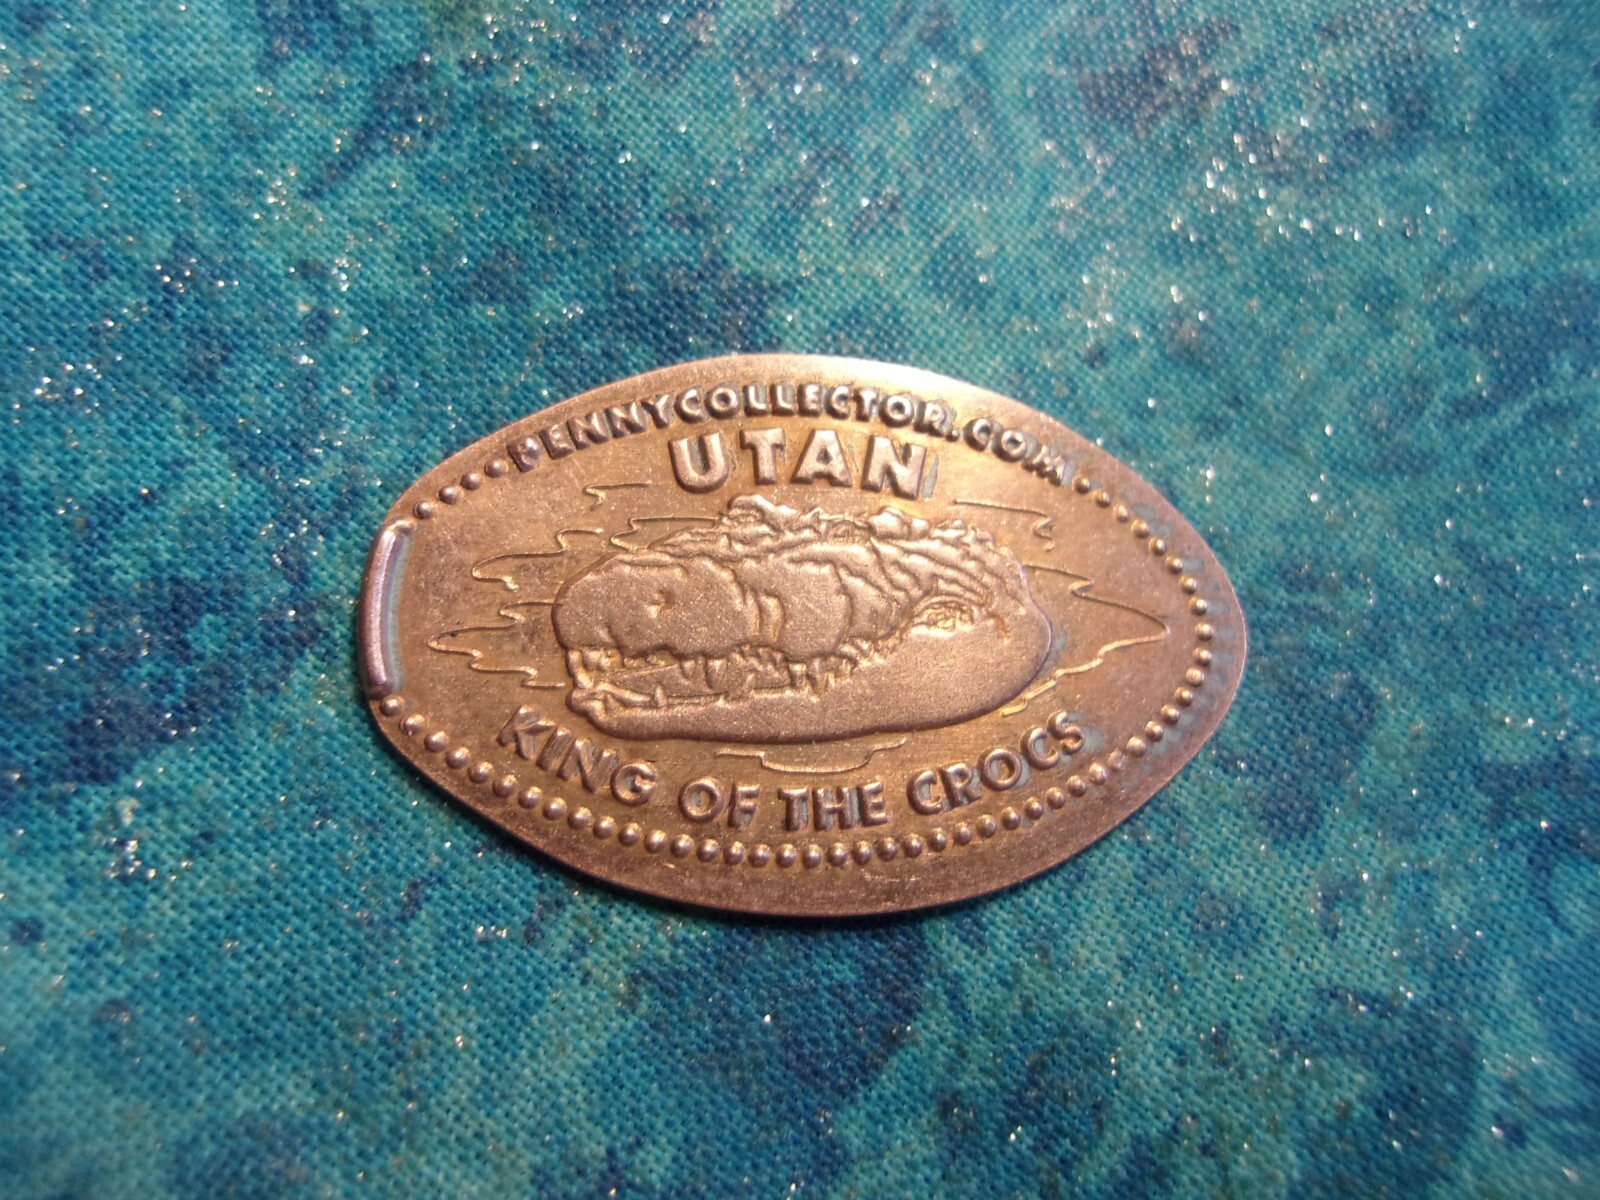 PENNYCOLLECTOR.COM
UTAN
KING OF THE CROCS